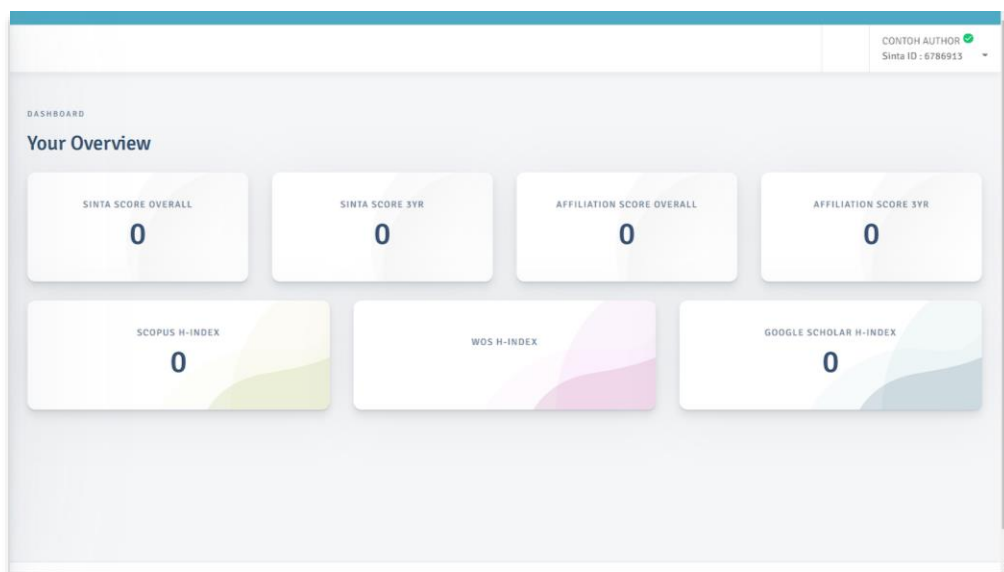 CONTOH AUTHOR
Sinta ID : 6786913
DASHBOARD
Your Overview
SINTA SCORE OVERALL
0
SINTA SCORE 3YR
0
AFFILIATION SCORE OVERALL
0
AFFILIATION SCORE 3YR
0
SCOPUS H-INDEX
0
WOS H-INDEX
GOOGLE SCHOLAR H-INDEX
0